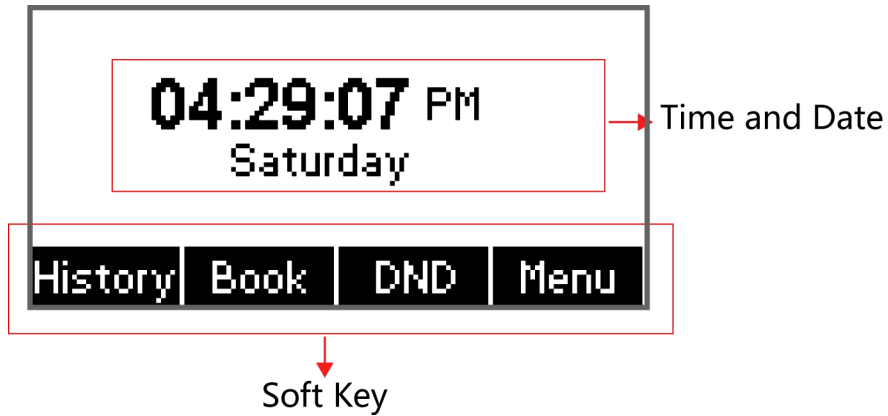 04:29:07 PM
Time and Date
Saturday
History Book DND Menu
Soft Key